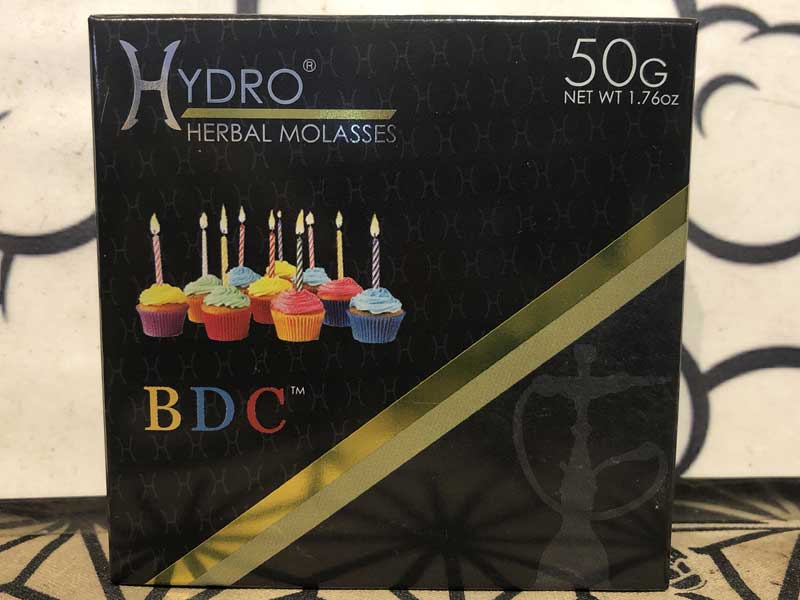 HYDRO®
HERBAL MOLASSES
50G
NET WT 1.76oz
BDC™